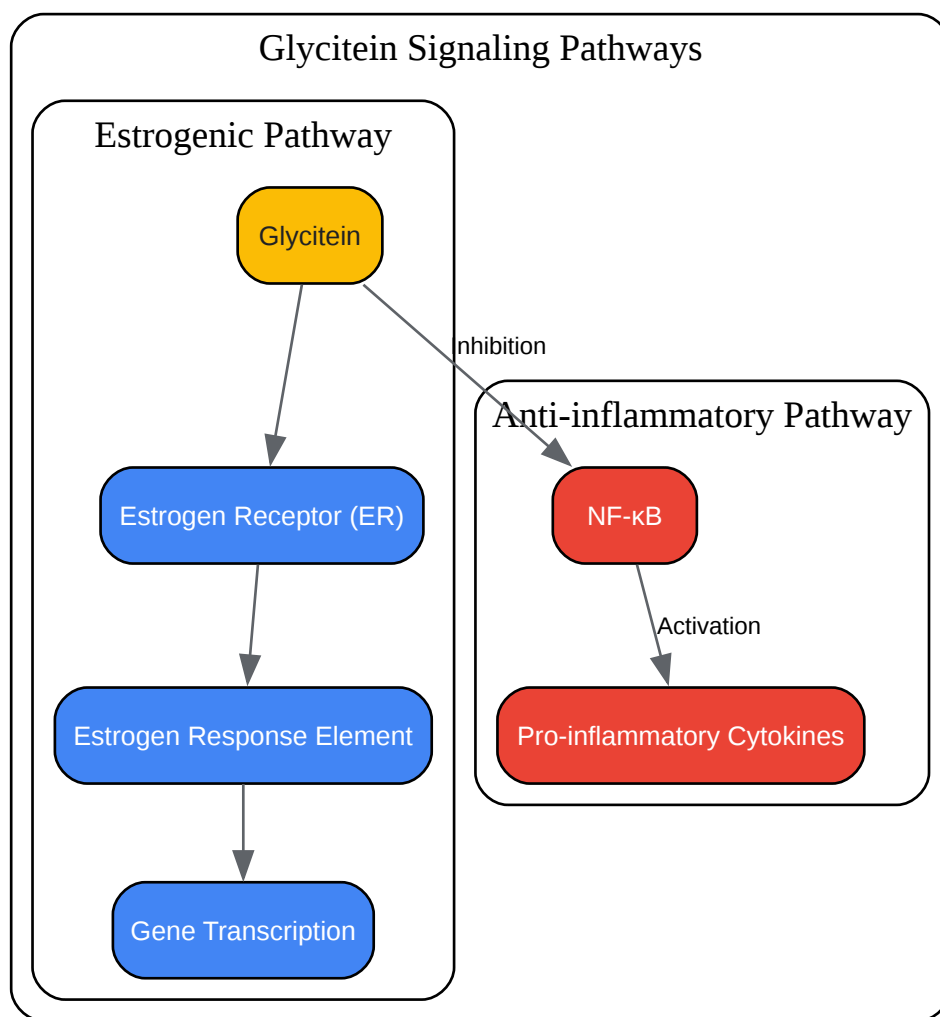 Glycitein Signaling Pathways
Estrogenic Pathway
Glycitein
Inhibition
Anti-inflammatory Pathway
Estrogen Receptor (ER)
NF-κB
Activation
Estrogen Response Element
Pro-inflammatory Cytokines
Gene Transcription